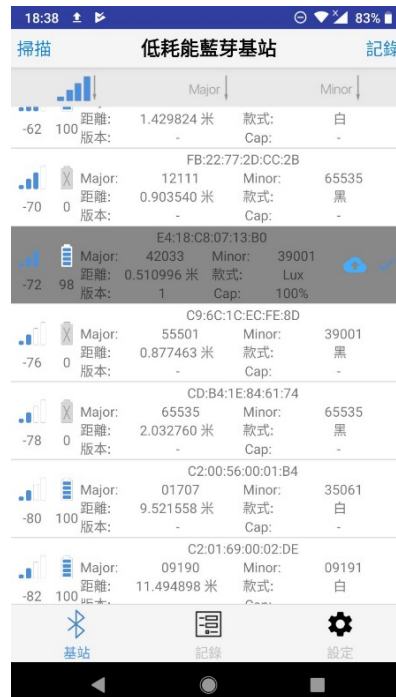 18:38 83%
掃描 低耗能藍芽基站 記錄
Major Minor
-62 100 距離: 1.429824 米 款式: 白
版本: - Cap: -
FB:22:77:2D:CC:2B
Major: 12111 Minor: 65535
-70 0 距離: 0.903540 米 款式: 黑
版本: - Cap: -
E4:18:C8:07:13:B0
Major: 42033 Minor: 39001
-72 98 距離: 0.510996 米 款式: Lux
版本: 1 Cap: 100%
C9:6C:1C:EC:FE:8D
Major: 55501 Minor: 39001
-76 0 距離: 0.877463 米 款式: 黑
版本: - Cap: -
CD:B4:1E:84:61:74
Major: 65535 Minor: 65535
-78 0 距離: 2.032760 米 款式: 黑
版本: - Cap: -
C2:00:56:00:01:B4
Major: 01707 Minor: 35061
-80 100 距離: 9.521558 米 款式: 白
版本: - Cap: -
C2:01:69:00:02:DE
Major: 09190 Minor: 09191
-82 100 距離: 11.494898 米 款式: 白
基站 記錄 設定